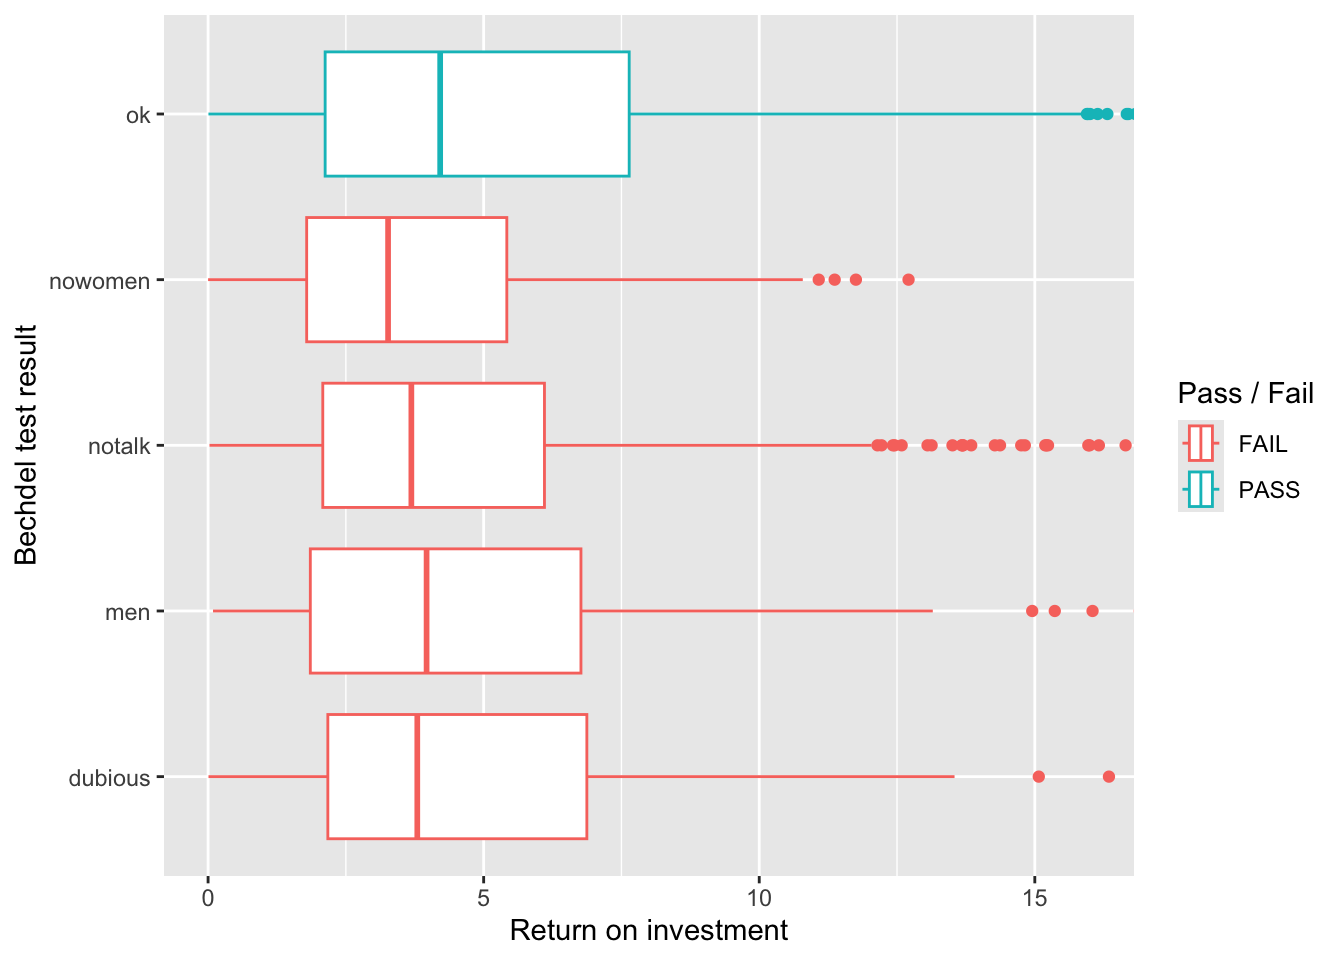 ok
nowomen
notalk
men
dubious
Bechdel test result
0 5 10 15
Return on investment
Pass / Fail
FAIL
PASS